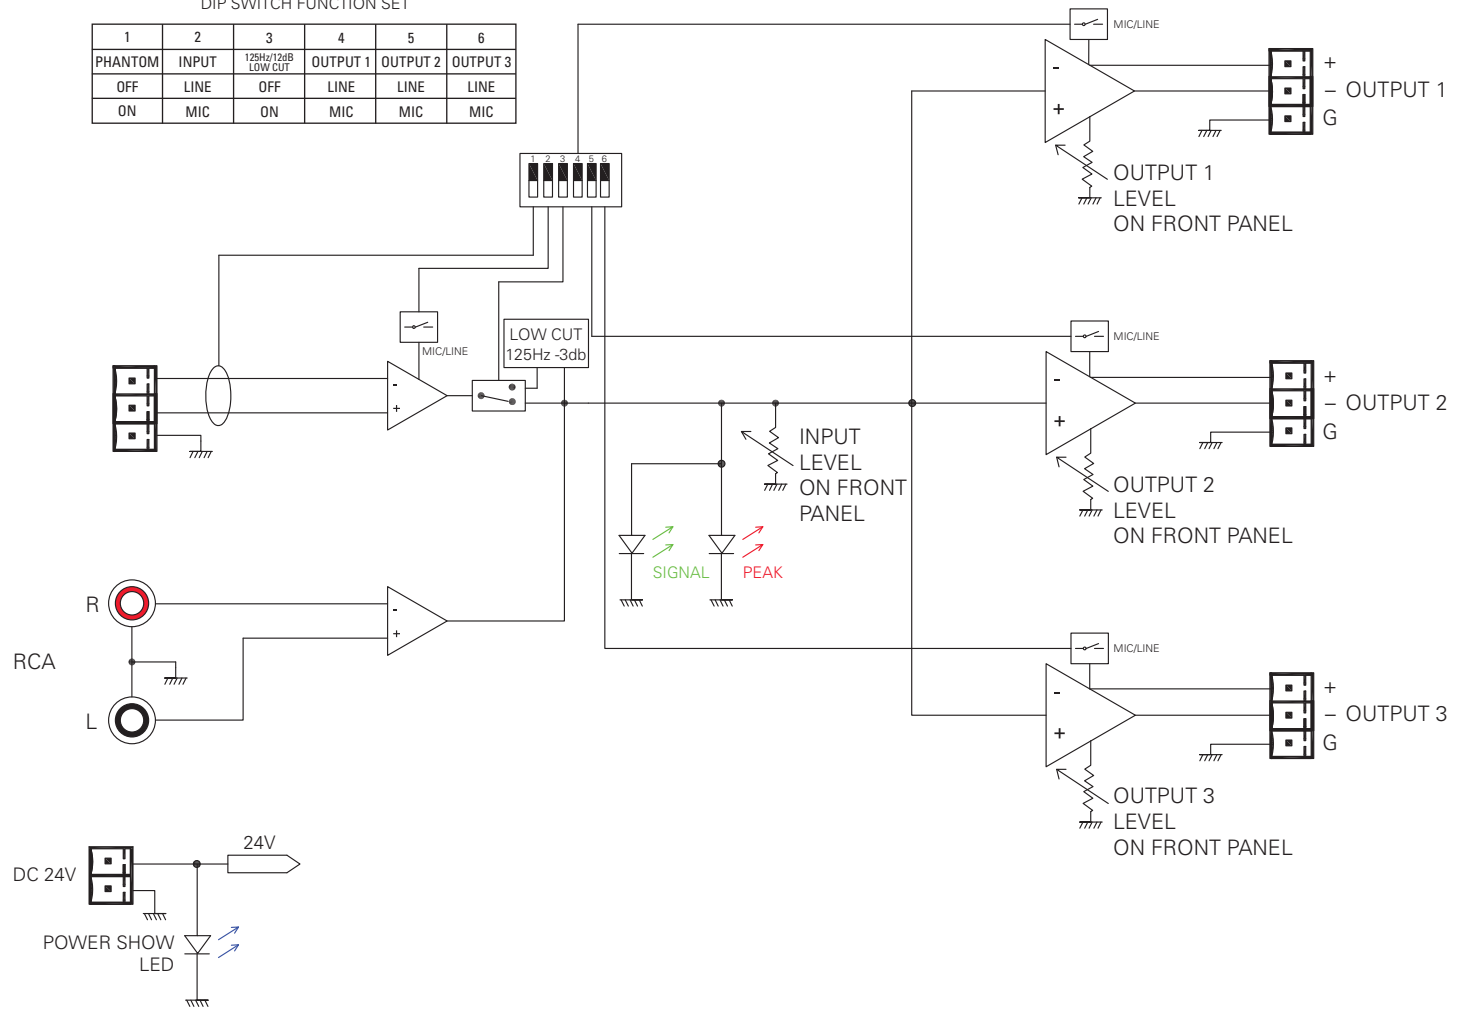 DIP SWITCH FUNCTION SET
1 2 3 4 5 6
PHANTOM INPUT 125Hz/12dB LOW CUT OUTPUT 1 OUTPUT 2 OUTPUT 3
OFF LINE OFF LINE LINE LINE
ON MIC ON MIC MIC MIC
1 2 3 4 5 6
MIC/LINE
- +
+
– OUTPUT 1
G
OUTPUT 1
LEVEL
ON FRONT PANEL
MIC/LINE
- +
LOW CUT
125Hz -3db
MIC/LINE
- +
+
– OUTPUT 2
G
OUTPUT 2
LEVEL
ON FRONT PANEL
INPUT
LEVEL
ON FRONT
PANEL
SIGNAL
PEAK
R
RCA
L
- +
MIC/LINE
- +
+
– OUTPUT 3
G
OUTPUT 3
LEVEL
ON FRONT PANEL
24V
DC 24V
POWER SHOW
LED